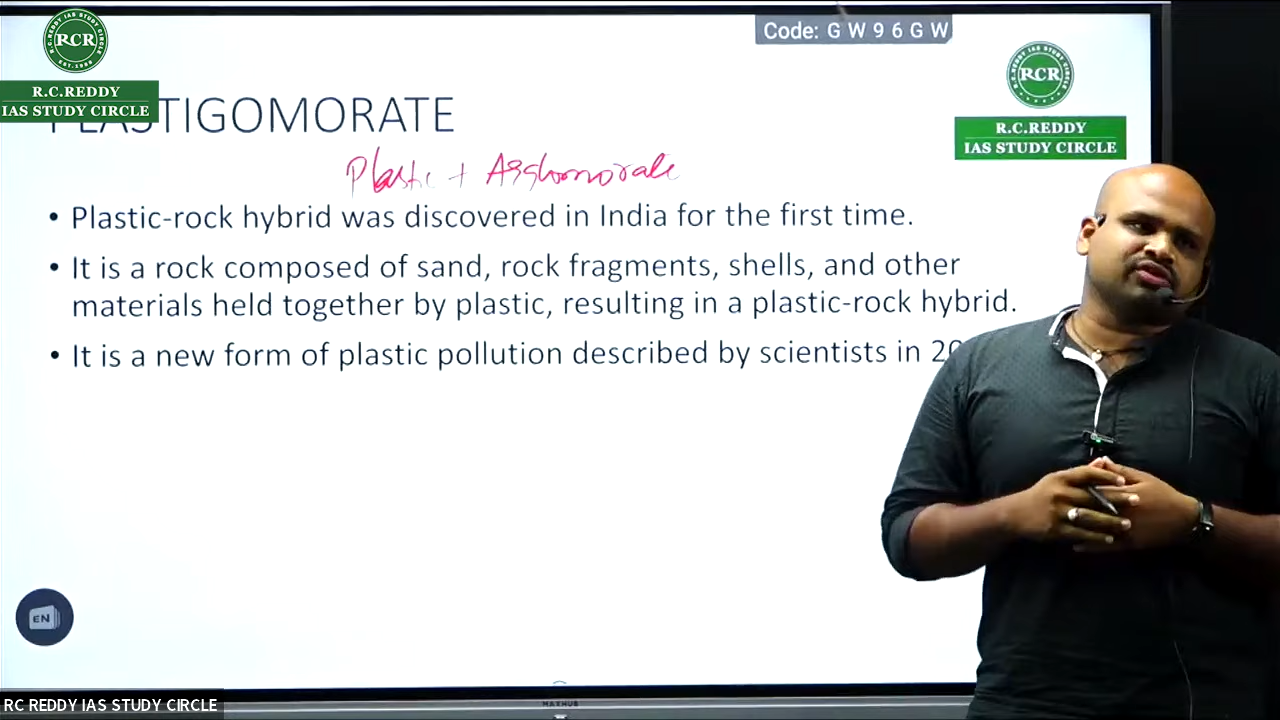 Code: G W 9 6 G W
RCR
R.C.REDDY
IAS STUDY CIRCLE
RCR
R.C.REDDY
IAS STUDY CIRCLE
PLASTIGOMORATE
Plastic + Agglomorate
• Plastic-rock hybrid was discovered in India for the first time.
• It is a rock composed of sand, rock fragments, shells, and other
materials held together by plastic, resulting in a plastic-rock hybrid.
• It is a new form of plastic pollution described by scientists in 20
EN
MAXHUB
RC REDDY IAS STUDY CIRCLE